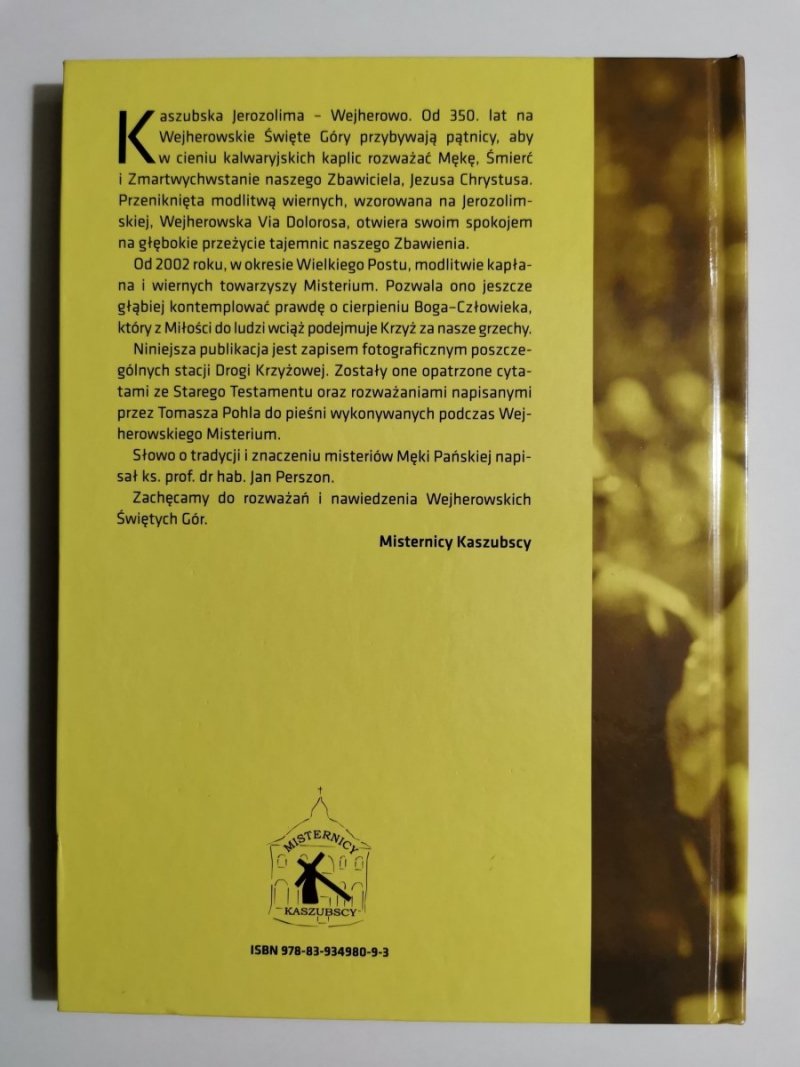 Kaszubska Jerozolima – Wejherowo. Od 350. lat na
Wejherowskie Święte Góry przybywają pątnicy, aby
w cieniu kalwaryjskich kaplic rozważać Mękę, Śmierć
i Zmartwychwstanie naszego Zbawiciela, Jezusa Chrystusa.
Przeniknięta modlitwą wiernych, wzorowana na Jerozolim-
skiej, Wejherowska Via Dolorosa, otwiera swoim spokojem
na głębokie przeżycie tajemnic naszego Zbawienia.
Od 2002 roku, w okresie Wielkiego Postu, modlitwie kapła-
na i wiernych towarzyszy Misterium. Pozwala ono jeszcze
głębiej kontemplować prawdę o cierpieniu Boga–Człowieka,
który z Miłości do ludzi wciąż podejmuje Krzyż za nasze grzechy.
Niniejsza publikacja jest zapisem fotograficznym poszcze-
gólnych stacji Drogi Krzyżowej. Zostały one opatrzone cyta-
tami ze Starego Testamentu oraz rozważaniami napisanymi
przez Tomasza Pohla do pieśni wykonywanych podczas Wej-
herowskiego Misterium.
Słowo o tradycji i znaczeniu misteriów Męki Pańskiej napi-
sał ks. prof. dr hab. Jan Perszon.
Zachęcamy do rozważań i nawiedzenia Wejherowskich
Świętych Gór.
Misternicy Kaszubscy
MISTERNICY
KASZUBSCY
ISBN 978-83-934980-9-3